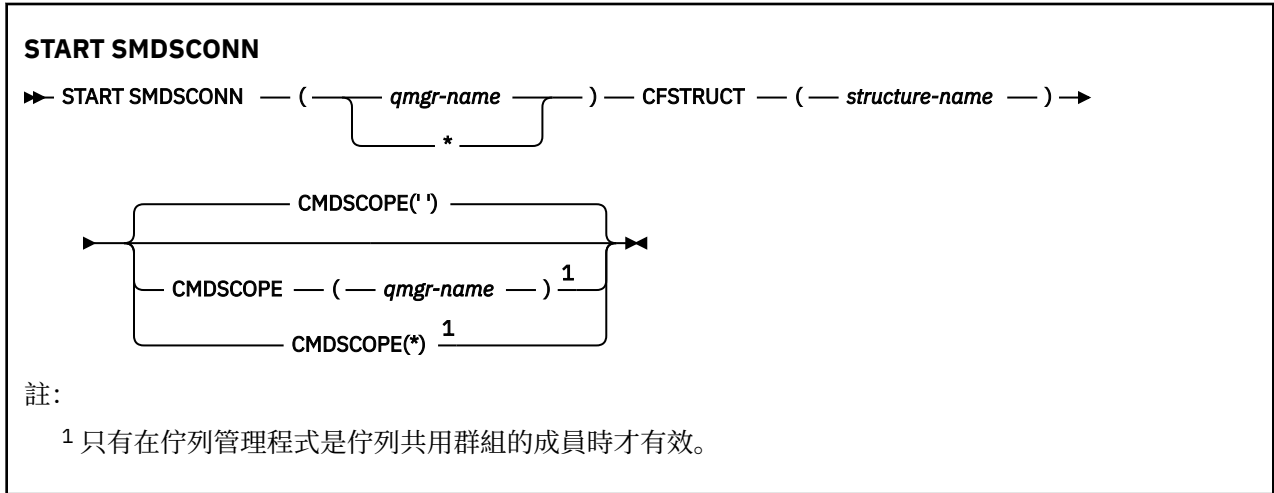 START SMDSCONN
START SMDSCONN ( qmgr-name ) CFSTRUCT ( structure-name )
*
CMDSCOPE(' ')
CMDSCOPE ( qmgr-name ) 1
CMDSCOPE(*) 1
註:
1 只有在佇列管理程式是佇列共用群組的成員時才有效。